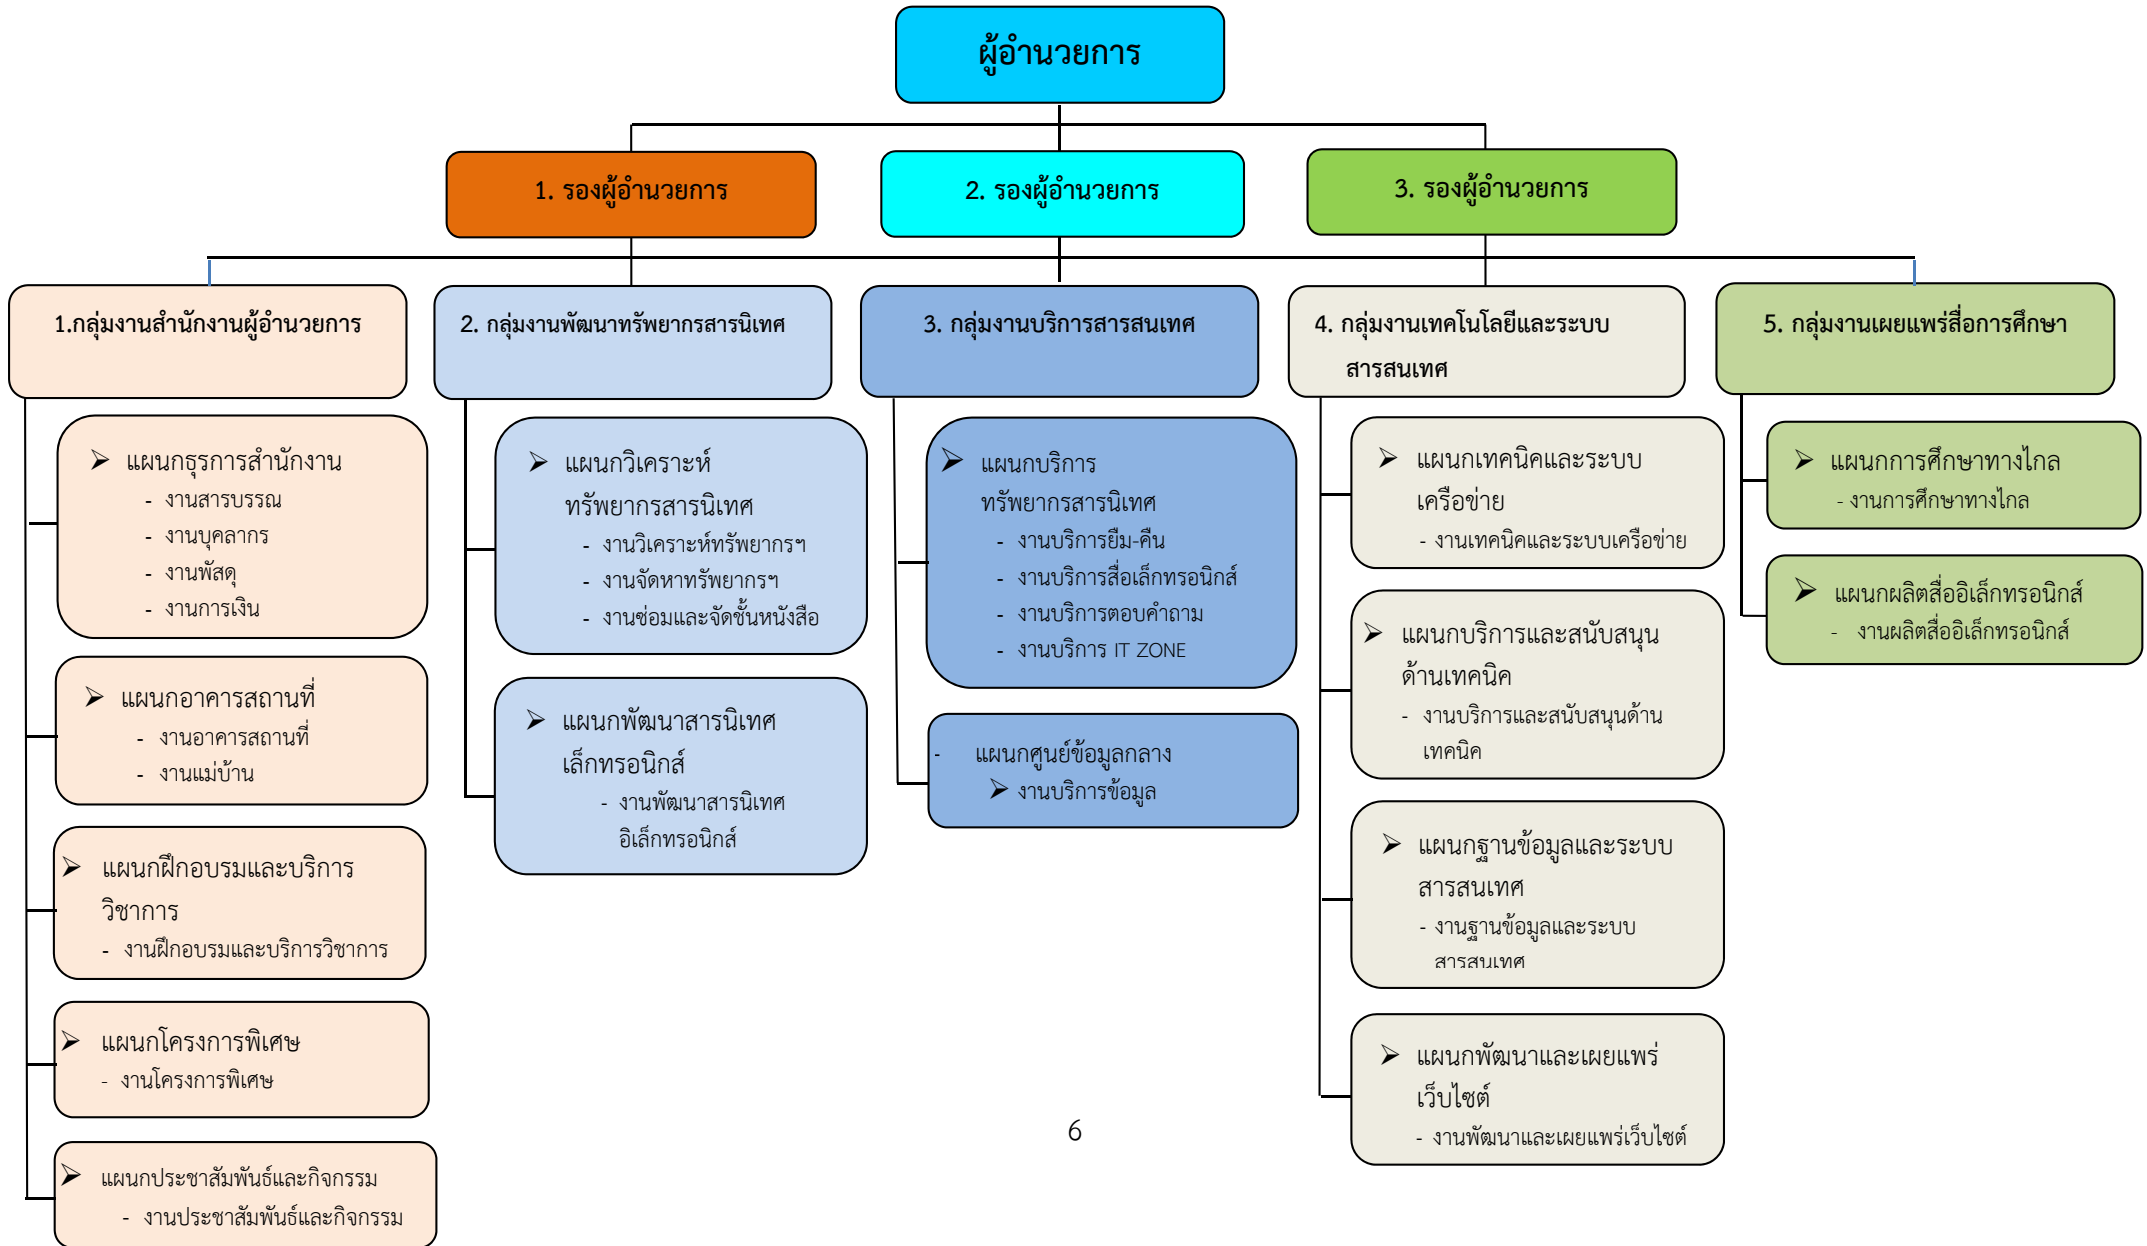 ผู้อำนวยการ
1. รองผู้อำนวยการ
2. รองผู้อำนวยการ
3. รองผู้อำนวยการ
1.กลุ่มงานสำนักงานผู้อำนวยการ
2. กลุ่มงานพัฒนาทรัพยากรสารนิเทศ
3. กลุ่มงานบริการสารสนเทศ
4. กลุ่มงานเทคโนโลยีและระบบ
สารสนเทศ
5. กลุ่มงานเผยแพร่สื่อการศึกษา
➢ แผนกธุรการสำนักงาน
- งานสารบรรณ
- งานบุคลากร
- งานพัสดุ
- งานการเงิน
➢ แผนกอาคารสถานที่
- งานอาคารสถานที่
- งานแม่บ้าน
➢ แผนกฝึกอบรมและบริการ
วิชาการ
- งานฝึกอบรมและบริการวิชาการ
➢ แผนกโครงการพิเศษ
- งานโครงการพิเศษ
➢ แผนกประชาสัมพันธ์และกิจกรรม
- งานประชาสัมพันธ์และกิจกรรม
➢ แผนกวิเคราะห์
ทรัพยากรสารนิเทศ
- งานวิเคราะห์ทรัพยากรฯ
- งานจัดหาทรัพยากรฯ
- งานซ่อมและจัดชั้นหนังสือ
➢ แผนกพัฒนาสารนิเทศ
เล็กทรอนิกส์
- งานพัฒนาสารนิเทศ
อิเล็กทรอนิกส์
➢ แผนกบริการ
ทรัพยากรสารนิเทศ
- งานบริการยืม-คืน
- งานบริการสื่อเล็กทรอนิกส์
- งานบริการตอบคำถาม
- งานบริการ IT ZONE
- แผนกศูนย์ข้อมูลกลาง
➢ งานบริการข้อมูล
➢ แผนกเทคนิคและระบบ
เครือข่าย
- งานเทคนิคและระบบเครือข่าย
➢ แผนกบริการและสนับสนุน
ด้านเทคนิค
- งานบริการและสนับสนุนด้าน
เทคนิค
➢ แผนกฐานข้อมูลและระบบ
สารสนเทศ
- งานฐานข้อมูลและระบบ
สารสนเทศ
➢ แผนกพัฒนาและเผยแพร่
เว็บไซต์
- งานพัฒนาและเผยแพร่เว็บไซต์
➢ แผนกการศึกษาทางไกล
- งานการศึกษาทางไกล
➢ แผนกผลิตสื่ออิเล็กทรอนิกส์
- งานผลิตสื่ออิเล็กทรอนิกส์
6